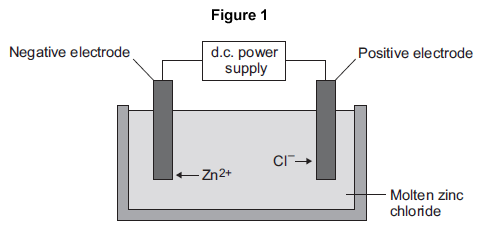 Figure 1
Negative electrode
d.c. power
supply
Positive electrode
Zn2+
Cl−
Molten zinc
chloride